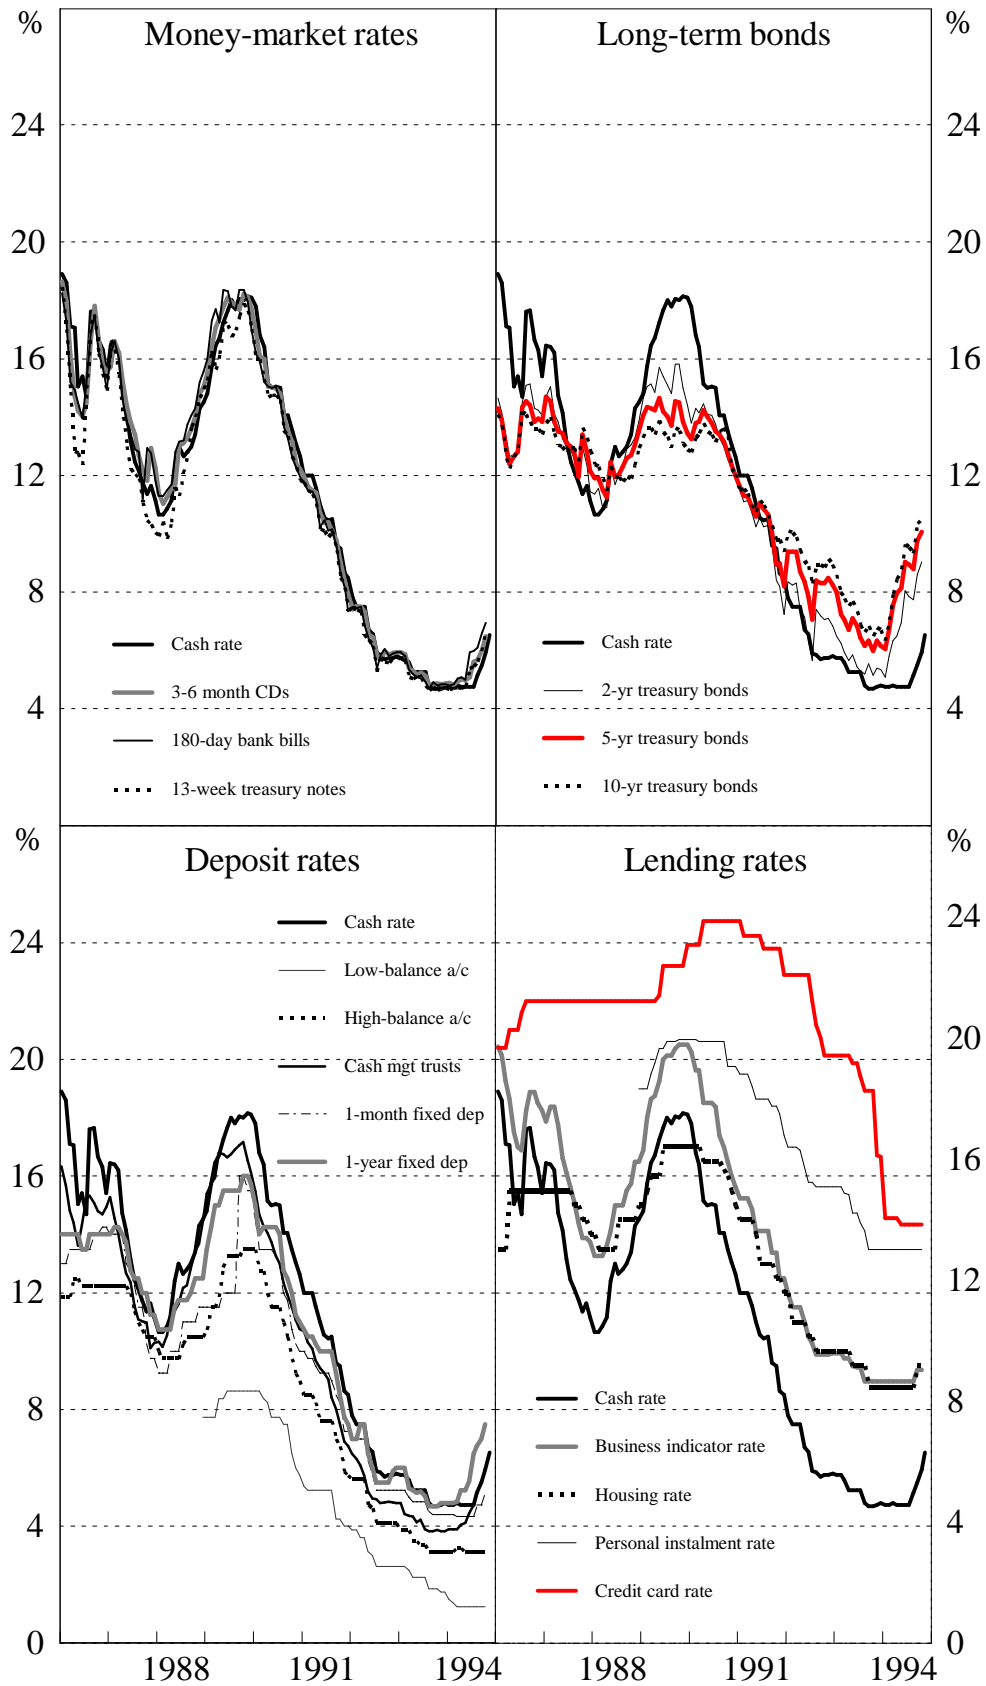 %
%
Money-market rates
Long-term bonds
24
24
20
20
16
16
12
12
8
8
4
4
Cash rate
3-6 month CDs
180-day bank bills
13-week treasury notes
Cash rate
2-yr treasury bonds
5-yr treasury bonds
10-yr treasury bonds
%
%
Deposit rates
Lending rates
Cash rate
Low-balance a/c
High-balance a/c
Cash mgt trusts
1-month fixed dep
1-year fixed dep
24
24
20
20
16
16
12
12
8
8
4
4
0
0
Cash rate
Business indicator rate
Housing rate
Personal instalment rate
Credit card rate
1988
1991
1994
1988
1991
1994